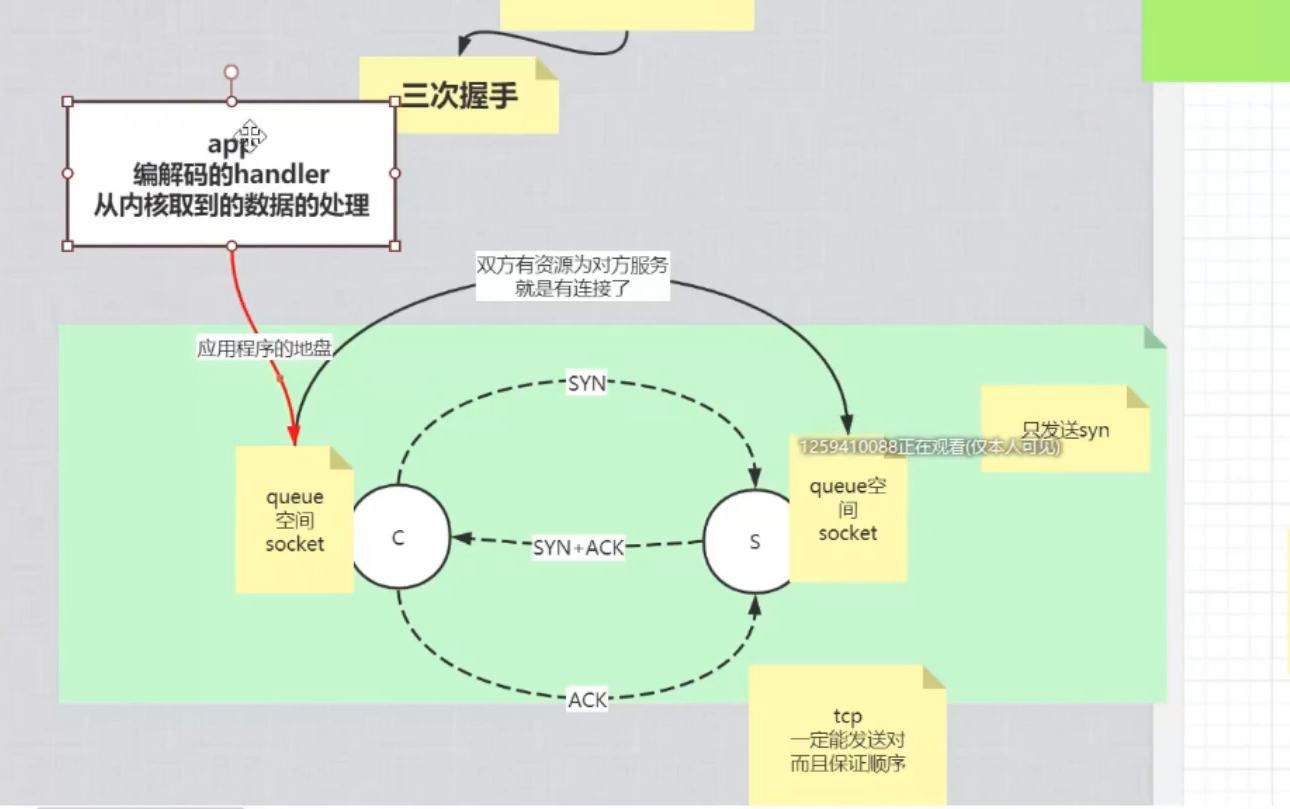 三次握手
app
编解码的handler
从内核取到的数据的处理
双方有资源为对方服务
就是有连接了
应用程序的地盘
SYN
只发送syn
1259410088正在观看(仅本人可见)
queue
空间
socket
C
SYN+ACK
S
queue空
间
socket
ACK
tcp
一定能发送对
而且保证顺序